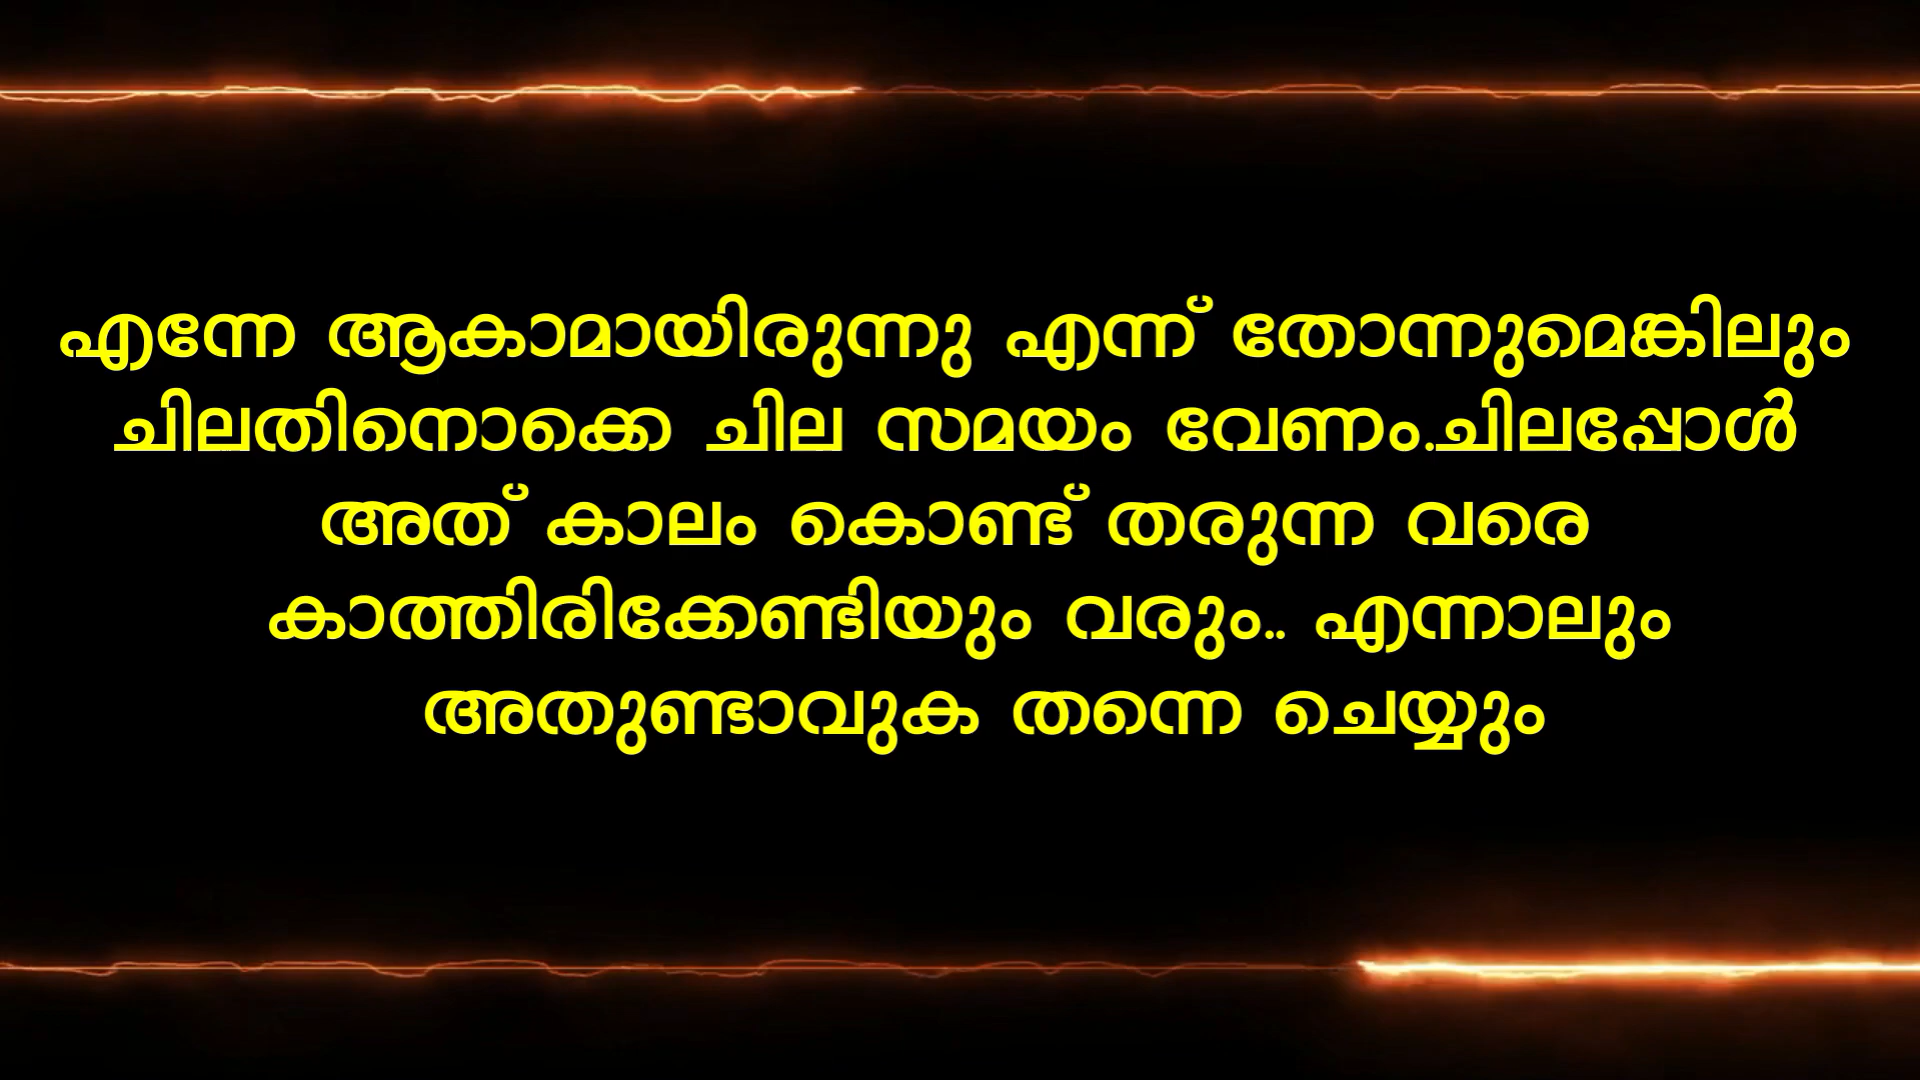 എന്നേ ആകാമായിരുന്നു എന്ന് തോന്നുമെങ്കിലും
ചിലതിനൊക്കെ ചില സമയം വേണം.ചിലപ്പോൾ
അത് കാലം കൊണ്ട് തരുന്ന വരെ
കാത്തിരിക്കേണ്ടിയും വരും.. എന്നാലും
അതുണ്ടാവുക തന്നെ ചെയ്യും